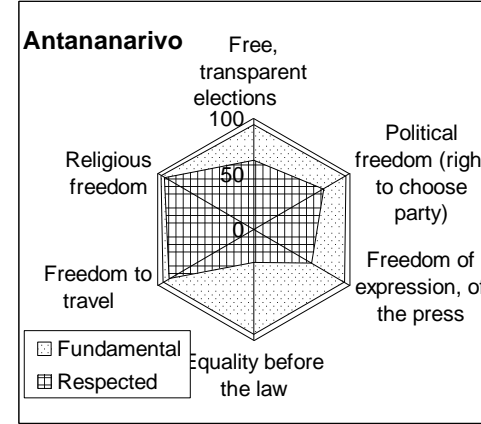 Antananarivo
Free,
transparent
elections
100
50
0
Political
freedom (righ
to choose
party)
Freedom of
expression, of
the press
Equality before
the law
Freedom to
travel
Religious
freedom
Fundamental
Respected